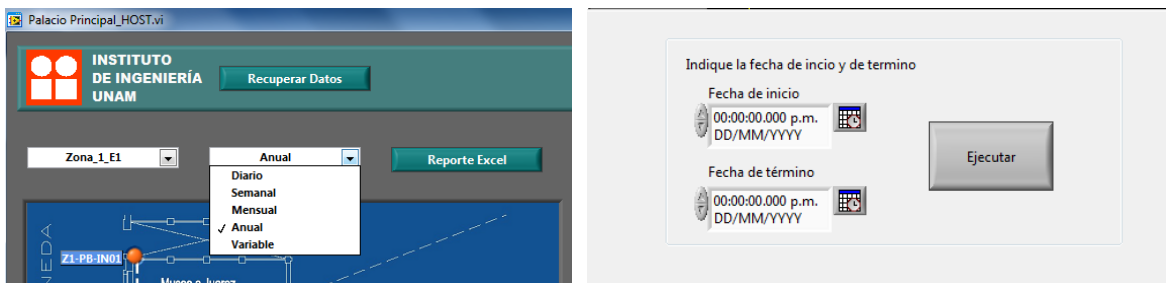 Palacio Principal_HOST.vi
INSTITUTO
DE INGENIERÍA
UNAM
Recuperar Datos
Zona_1_E1
Anual
Reporte Excel
Diario
Semanal
Mensual
✓ Anual
Variable
NEDA
Z1-PB-IN01
Indique la fecha de incio y de termino
Fecha de inicio
00:00:00.000 p.m.
DD/MM/YYYY
Fecha de término
00:00:00.000 p.m.
DD/MM/YYYY
Ejecutar